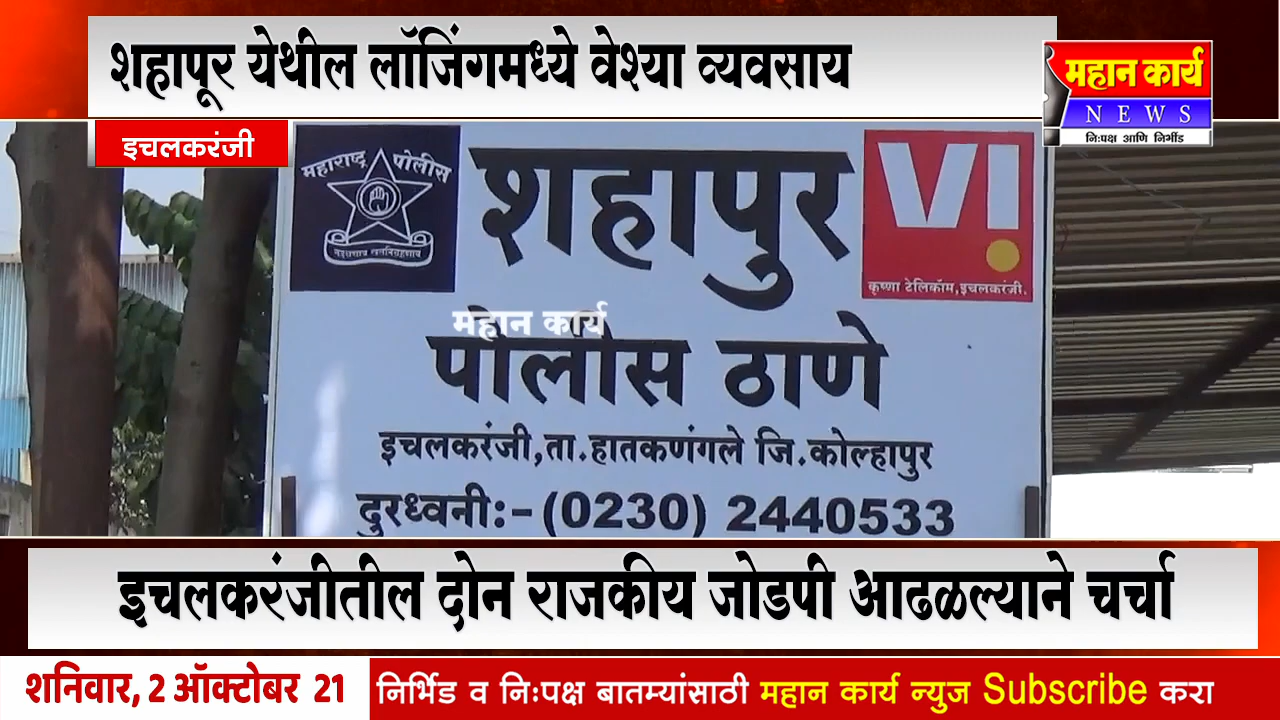 शहापूर येथील लॉजिंगमध्ये वेश्या व्यवसाय
महान कार्य
NEWS
निःपक्ष आणि निर्भीड
इचलकरंजी
महाराष्ट्र पोलीस
शहापुर
VI
कृष्णा टेलिकॉम,इचलकरंजी.
महान कार्य
पोलीस ठाणे
इचलकरंजी,ता.हातकणंगले जि.कोल्हापुर
दुरध्वनी:-(0230) 2440533
इचलकरंजीतील दोन राजकीय जोडपी आढळल्याने चर्चा
शनिवार, 2 ऑक्टोबर 21
निर्भिड व निःपक्ष बातम्यांसाठी महान कार्य न्युज Subscribe करा